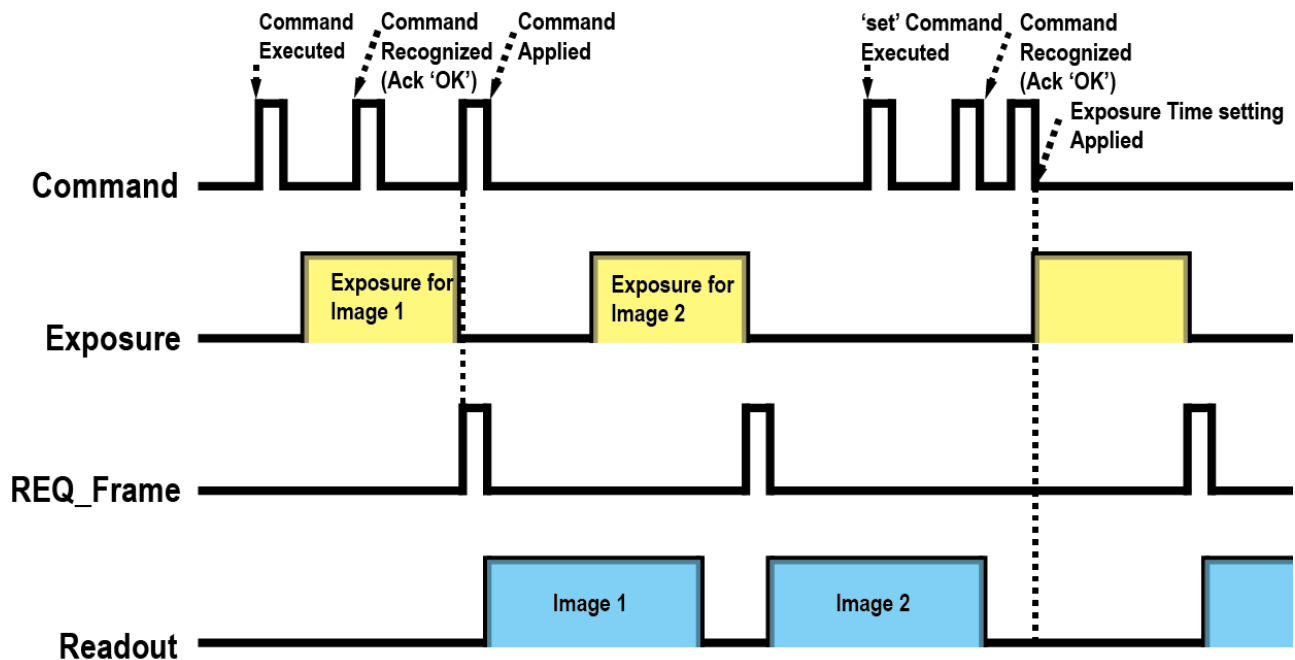 Command
Executed
Command
Recognized
(Ack ‘OK’)
Command
Applied
‘set’ Command
Executed
Command
Recognized
(Ack ‘OK’)
Exposure Time setting
Applied
Command
Exposure for
Image 1
Exposure for
Image 2
Exposure
REQ_Frame
Image 1
Image 2
Readout